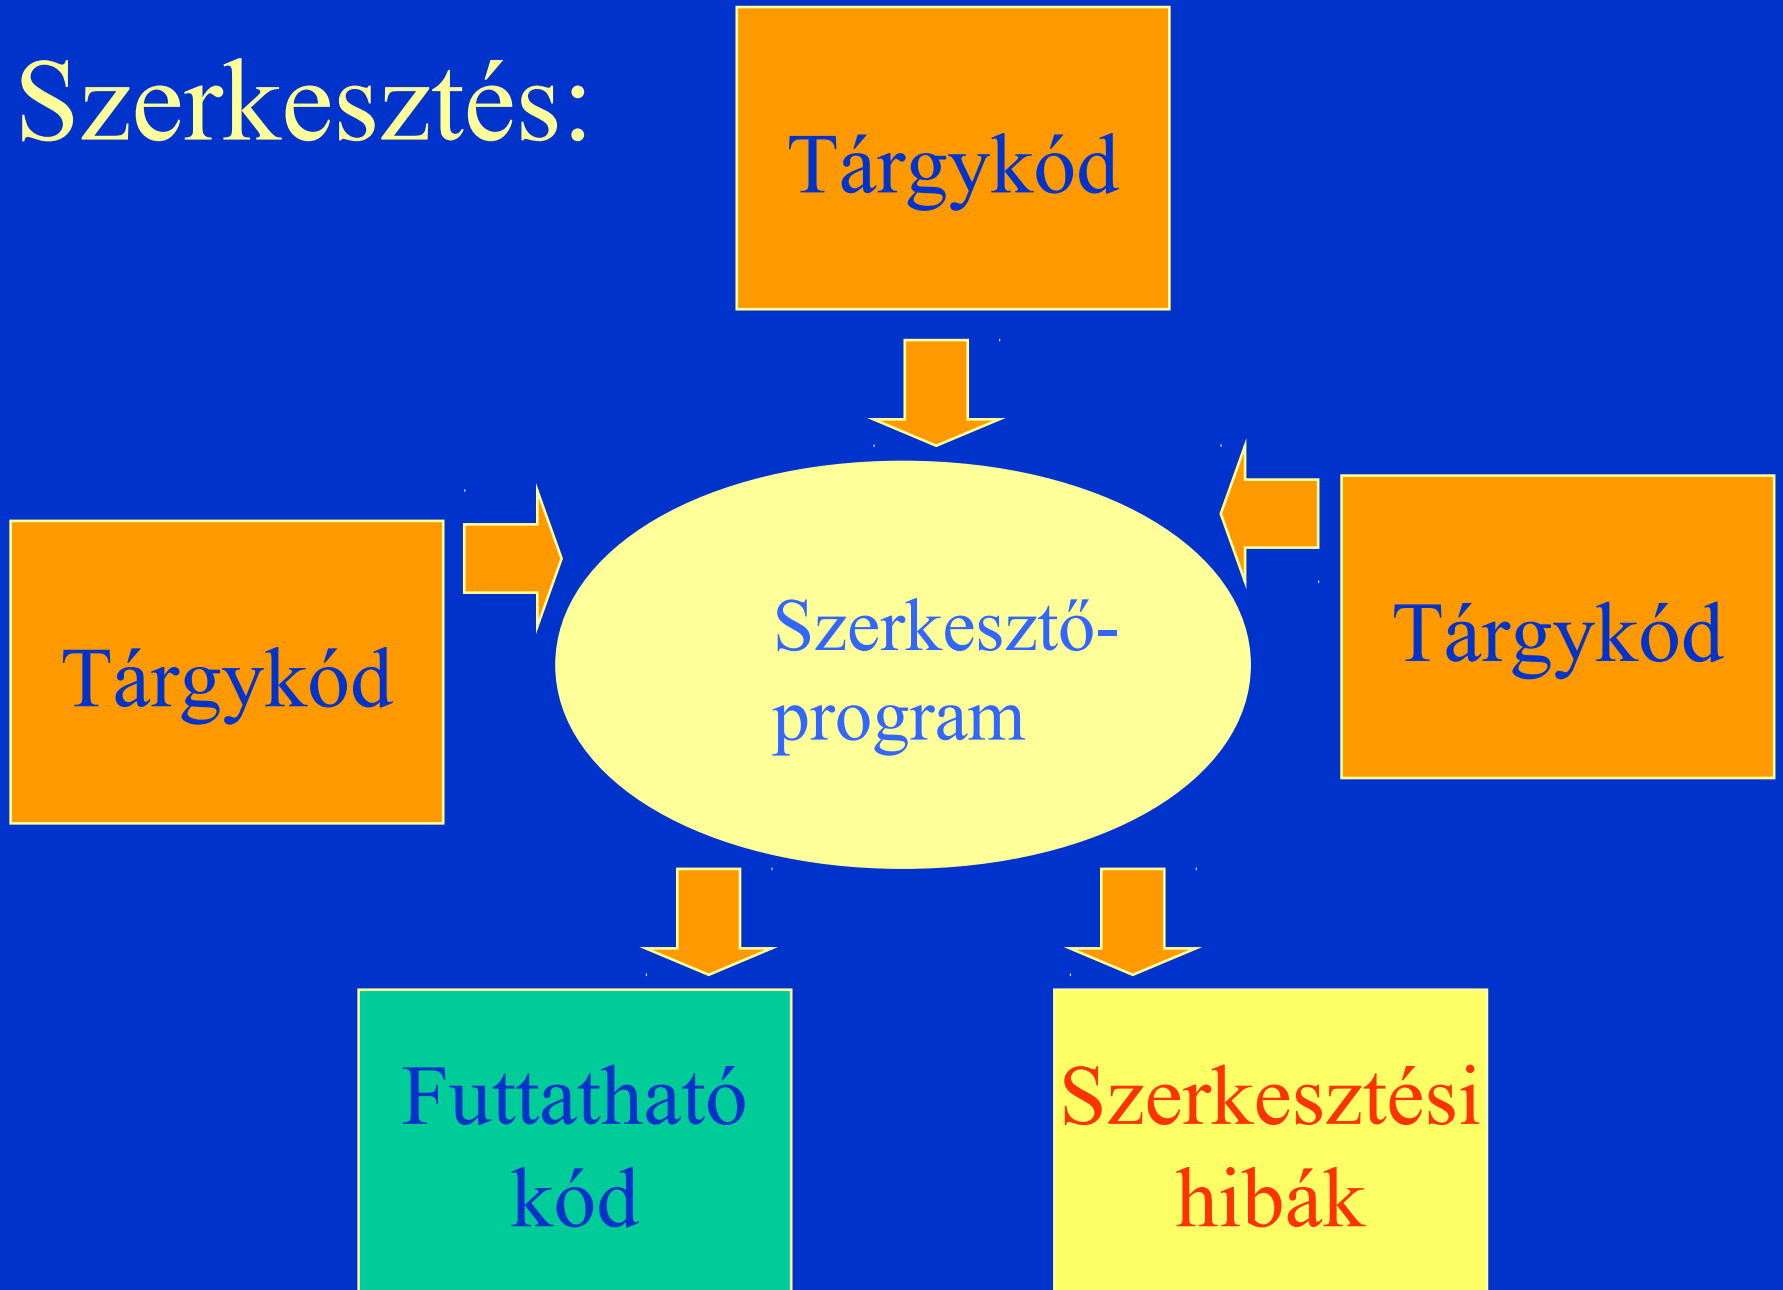 Szerkesztés:
Tárgykód
Tárgykód
Szerkesztő-
program
Tárgykód
Futtatható
kód
Szerkesztési
hibák